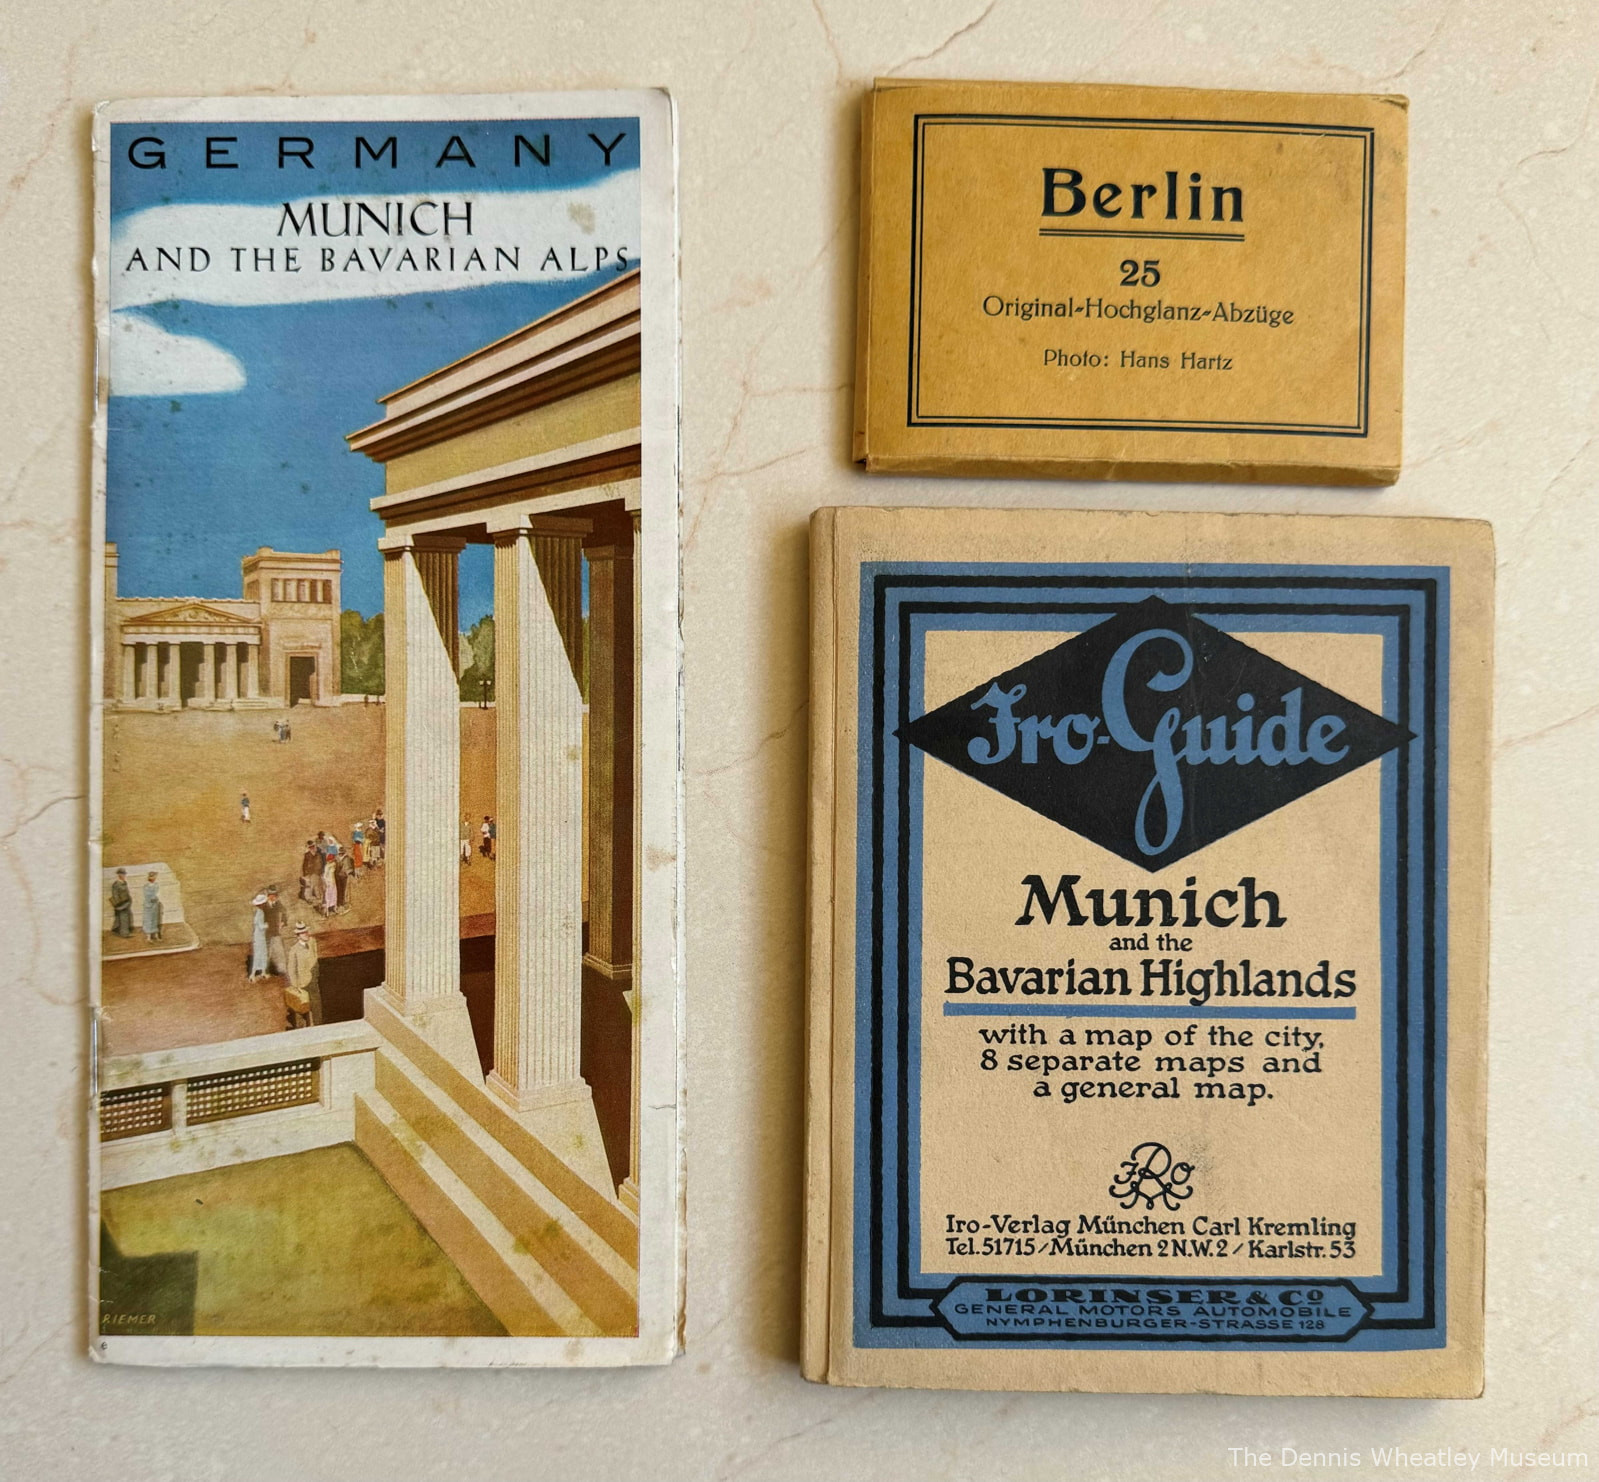 GERMANY
MUNICH
AND THE BAVARIAN ALPS
RIEMER
e
Berlin
25
Original-Hochglanz-Abzüge
Photo: Hans Hartz
Iro-Guide
Munich
and the
Bavarian Highlands
with a map of the city,
8 separate maps and
a general map.
IRO
Iro-Verlag München Carl Kremling
Tel. 51715 / München 2 N.W. 2 / Karlstr. 53
LORINSER & Co
GENERAL MOTORS AUTOMOBILE
NYMPHENBURGER-STRASSE 128
The Dennis Wheatley Museum